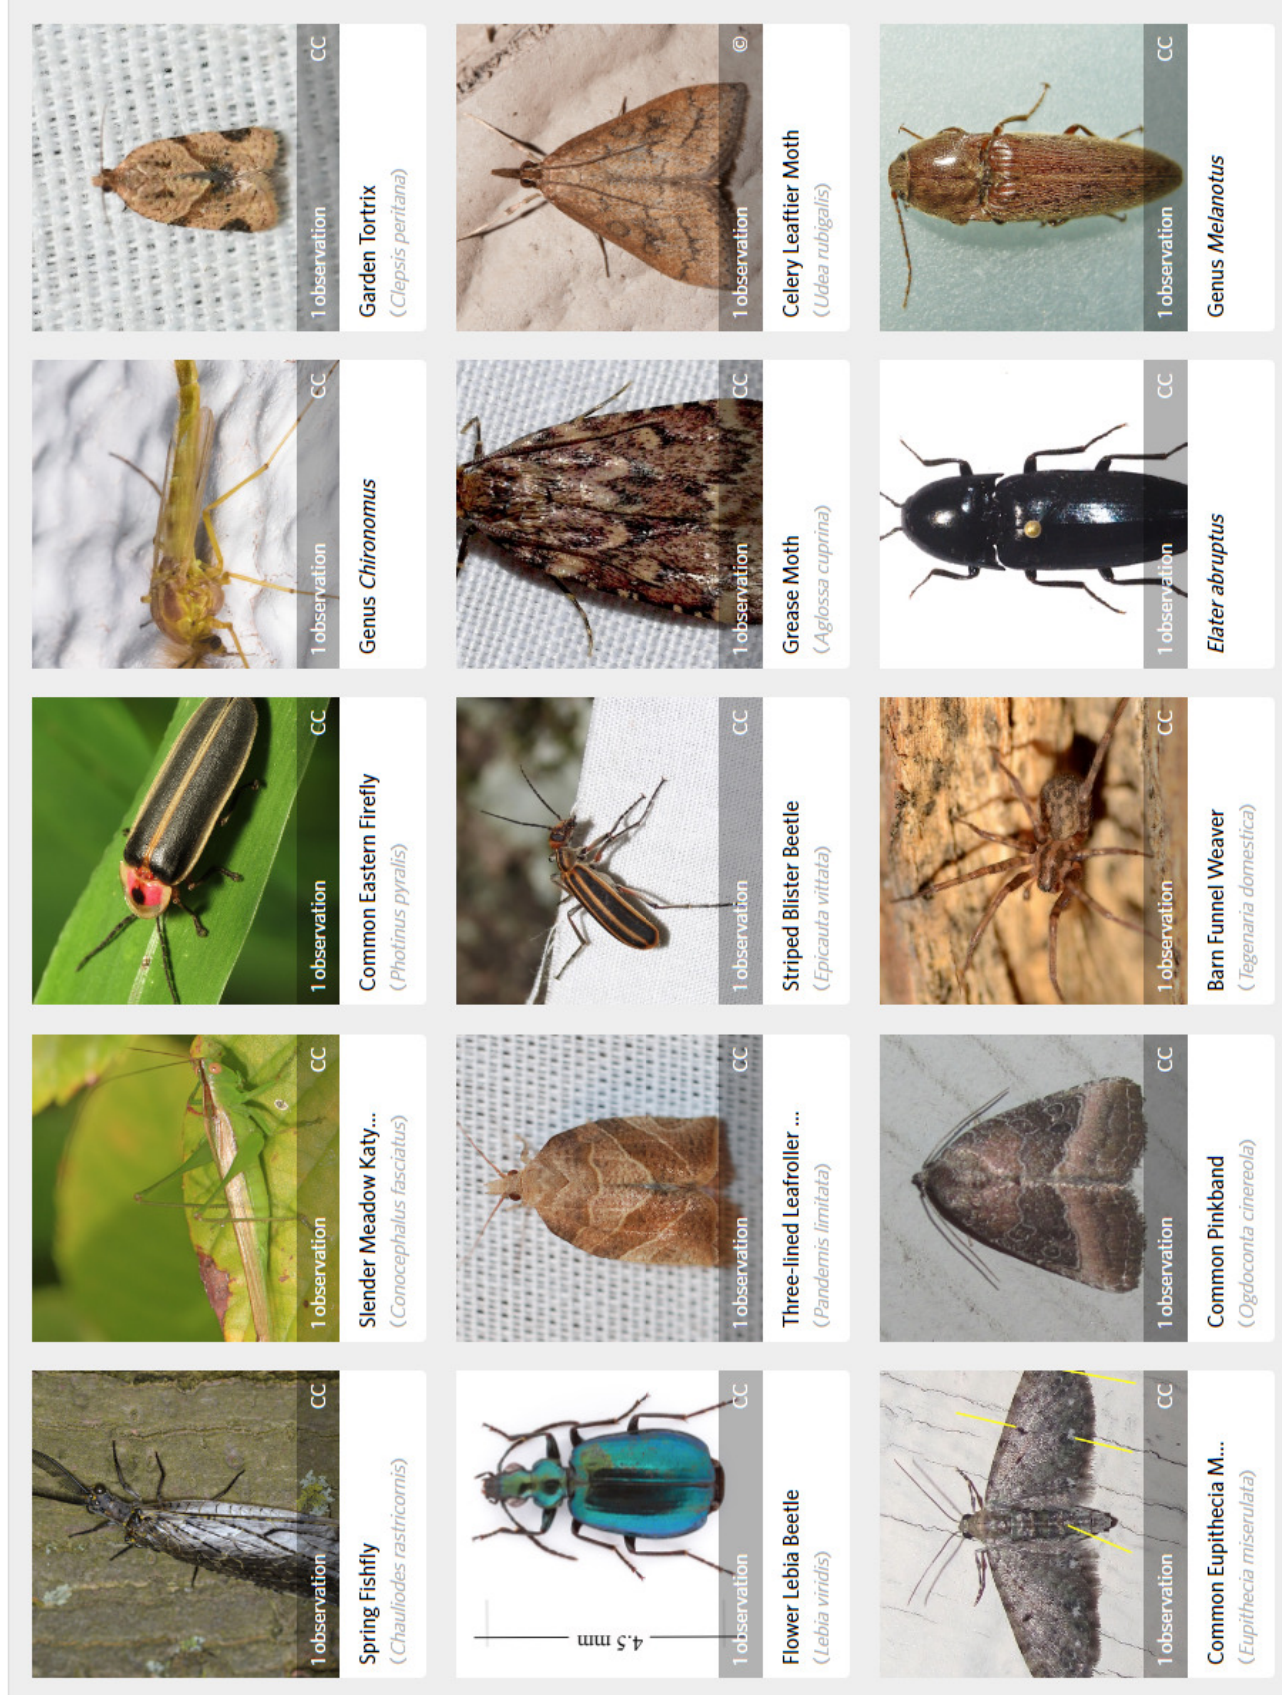 1 observation CC
Spring Fishfly
(Chauliodes rastricornis)
1 observation CC
Slender Meadow Katy...
(Conocephalus fasciatus)
1 observation CC
Common Eastern Firefly
(Photinus pyralis)
1 observation CC
Genus Chironomus
1 observation CC
Garden Tortrix
(Clepsis peritana)
4.5 mm
1 observation CC
Flower Lebia Beetle
(Lebia viridis)
1 observation CC
Three-lined Leafroller ...
(Pandemis limitata)
1 observation CC
Striped Blister Beetle
(Epicauta vittata)
1 observation CC
Grease Moth
(Aglossa cuprina)
1 observation ©
Celery Leaftier Moth
(Udea rubigalis)
1 observation CC
Common Eupithecia M...
(Eupithecia miserulata)
1 observation CC
Common Pinkband
(Ogdoconta cinereola)
1 observation CC
Barn Funnel Weaver
(Tegenaria domestica)
1 observation CC
Elater abruptus
1 observation CC
Genus Melanotus